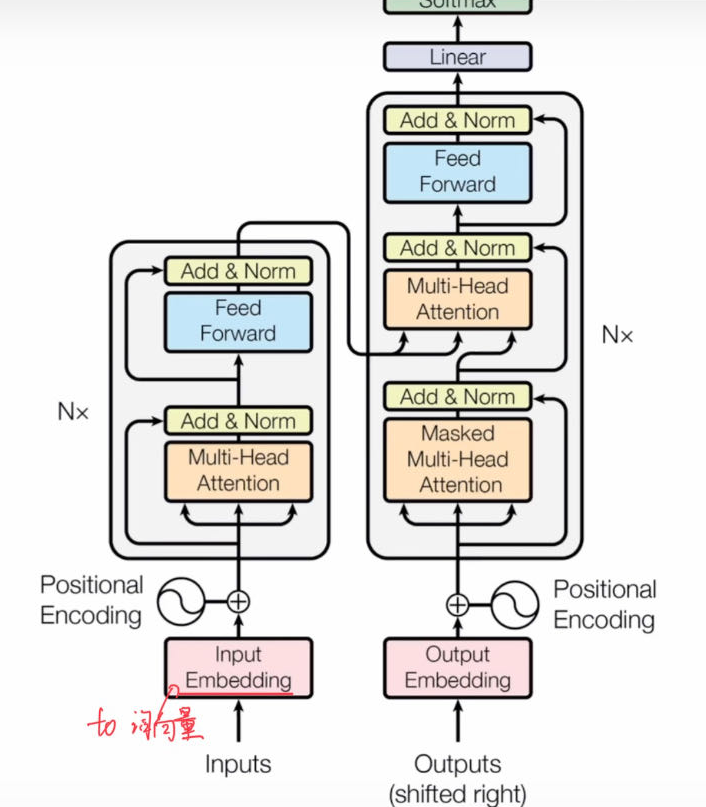 Softmax
Linear
Add & Norm
Feed
Forward
Add & Norm
Multi-Head
Attention
Add & Norm
Masked
Multi-Head
Attention
Nx
Add & Norm
Feed
Forward
Add & Norm
Multi-Head
Attention
Nx
Positional
Encoding
Positional
Encoding
Input
Embedding
Output
Embedding
to 词向量
Inputs
Outputs
(shifted right)